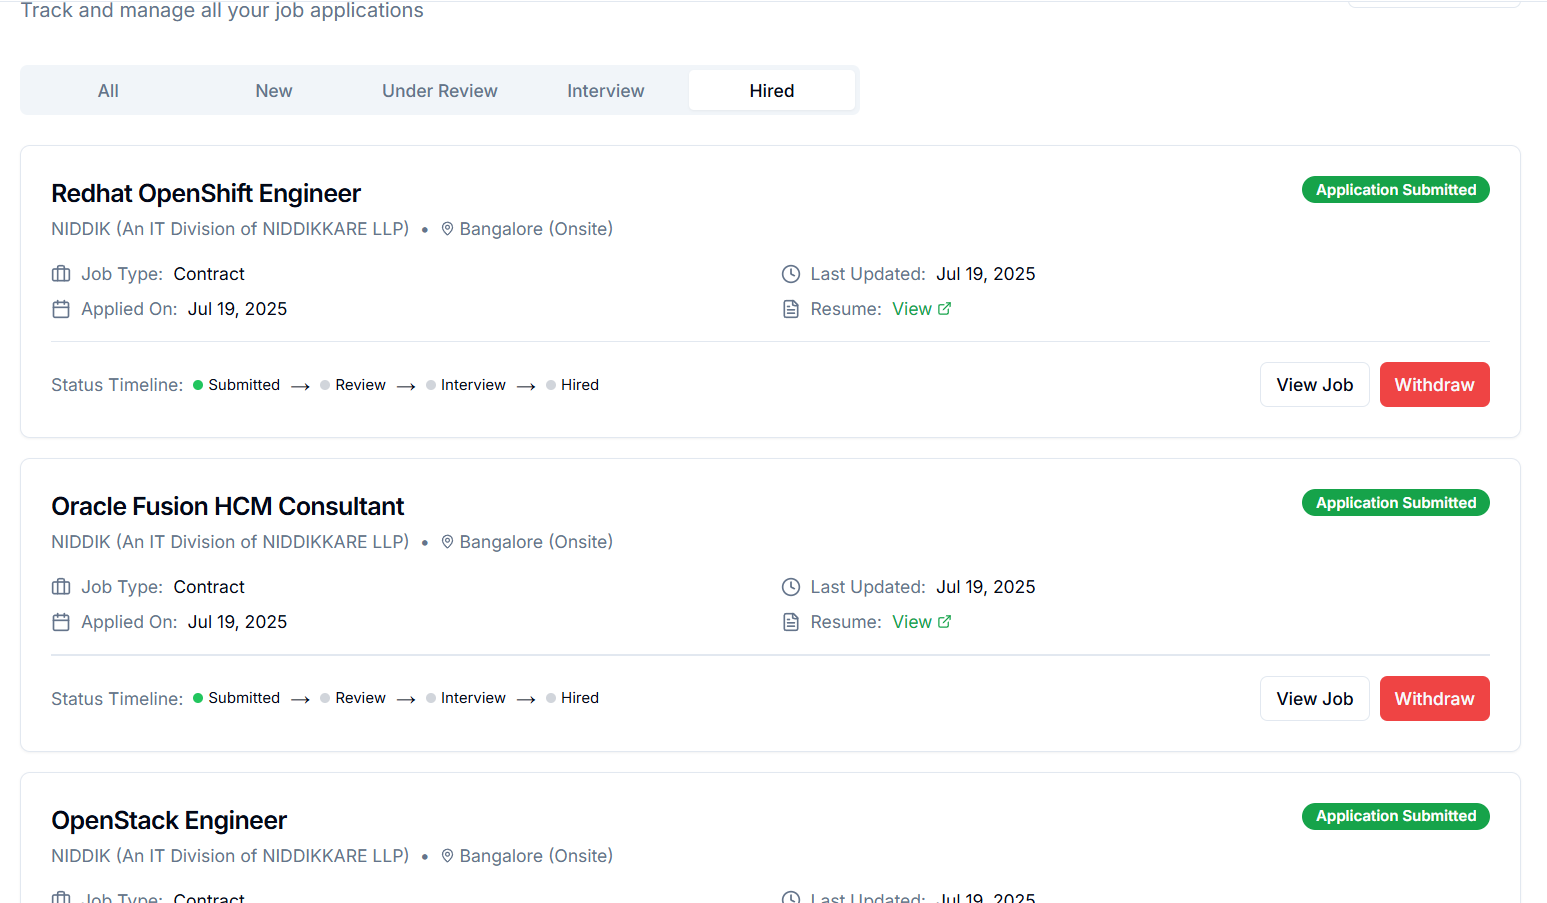 Track and manage all your job applications
All New Under Review Interview Hired
Redhat OpenShift Engineer
Application Submitted
NIDDIK (An IT Division of NIDDIKKARE LLP) • Bangalore (Onsite)
Job Type: Contract
Last Updated: Jul 19, 2025
Applied On: Jul 19, 2025
Resume: View
Status Timeline: Submitted → Review → Interview → Hired
View Job Withdraw
Oracle Fusion HCM Consultant
Application Submitted
NIDDIK (An IT Division of NIDDIKKARE LLP) • Bangalore (Onsite)
Job Type: Contract
Last Updated: Jul 19, 2025
Applied On: Jul 19, 2025
Resume: View
Status Timeline: Submitted → Review → Interview → Hired
View Job Withdraw
OpenStack Engineer
Application Submitted
NIDDIK (An IT Division of NIDDIKKARE LLP) • Bangalore (Onsite)
Job Type: Contract
Last Updated: Jul 19, 2025